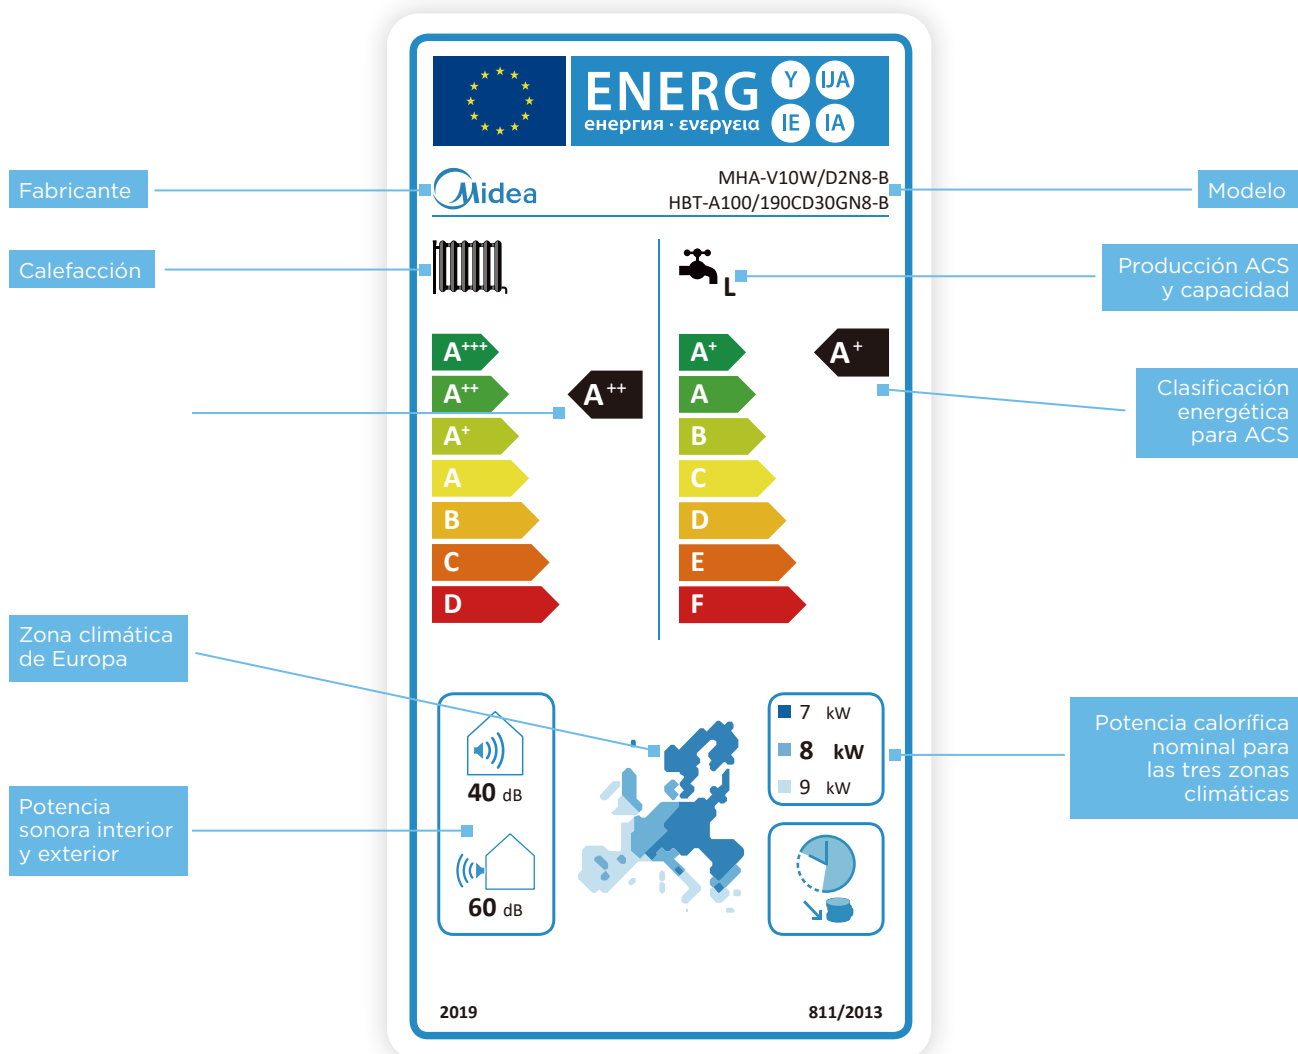 ENERG
Y
IJA
IE
IA
енергия · ενεργεια
Fabricante
Midea
MHA-V10W/D2N8-B
HBT-A100/190CD30GN8-B
Modelo
Calefacción
L
Producción ACS
y capacidad
A+++
A++
A+
A
B
C
D
A++
A+
A
B
C
D
E
F
A+
Clasificación
energética
para ACS
Zona climática
de Europa
Potencia
sonora interior
y exterior
40 dB
60 dB
7 kW
8 kW
9 kW
Potencia calorífica
nominal para
las tres zonas
climáticas
2019
811/2013